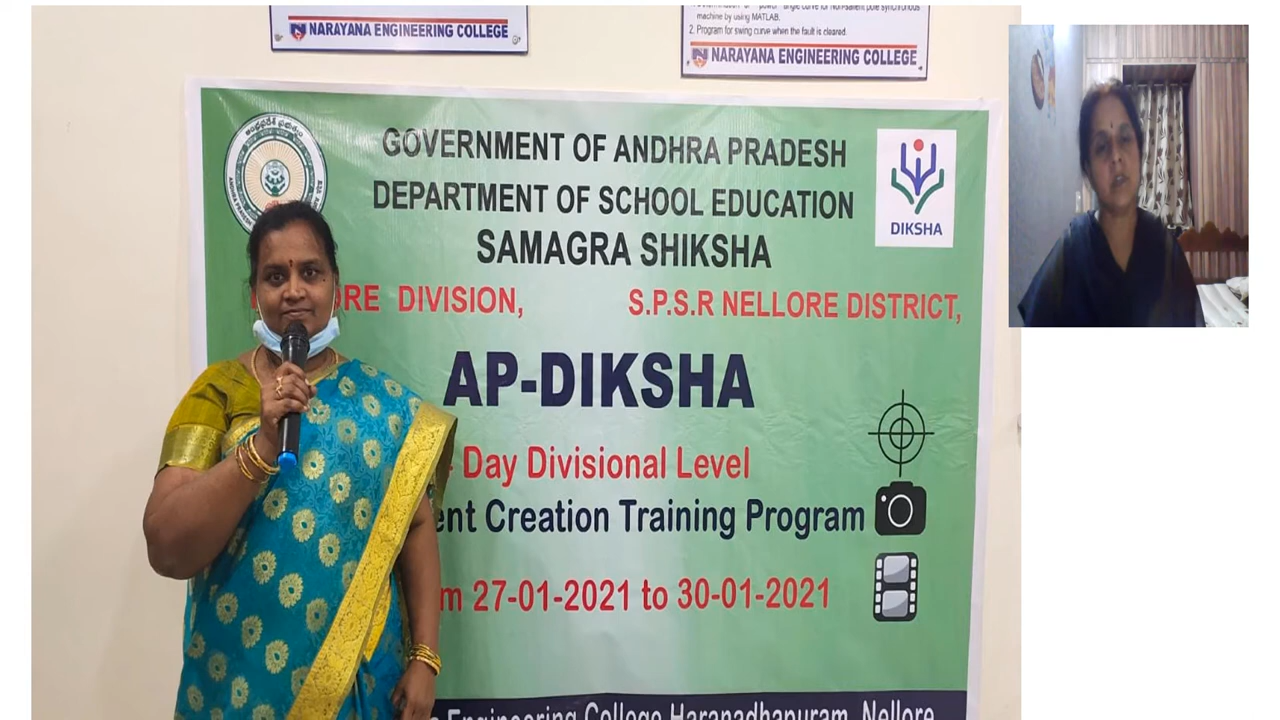 NARAYANA ENGINEERING COLLEGE
machine by using MATLAB.
2. Program for swing curve when the fault is cleared.
NARAYANA ENGINEERING COLLEGE
GOVERNMENT OF ANDHRA PRADESH
DEPARTMENT OF SCHOOL EDUCATION
SAMAGRA SHIKSHA
DIKSHA
ORE DIVISION, S.P.S.R NELLORE DISTRICT,
AP-DIKSHA
Day Divisional Level
ent Creation Training Program
m 27-01-2021 to 30-01-2021
Engineering College Haranadhapuram, Nellore